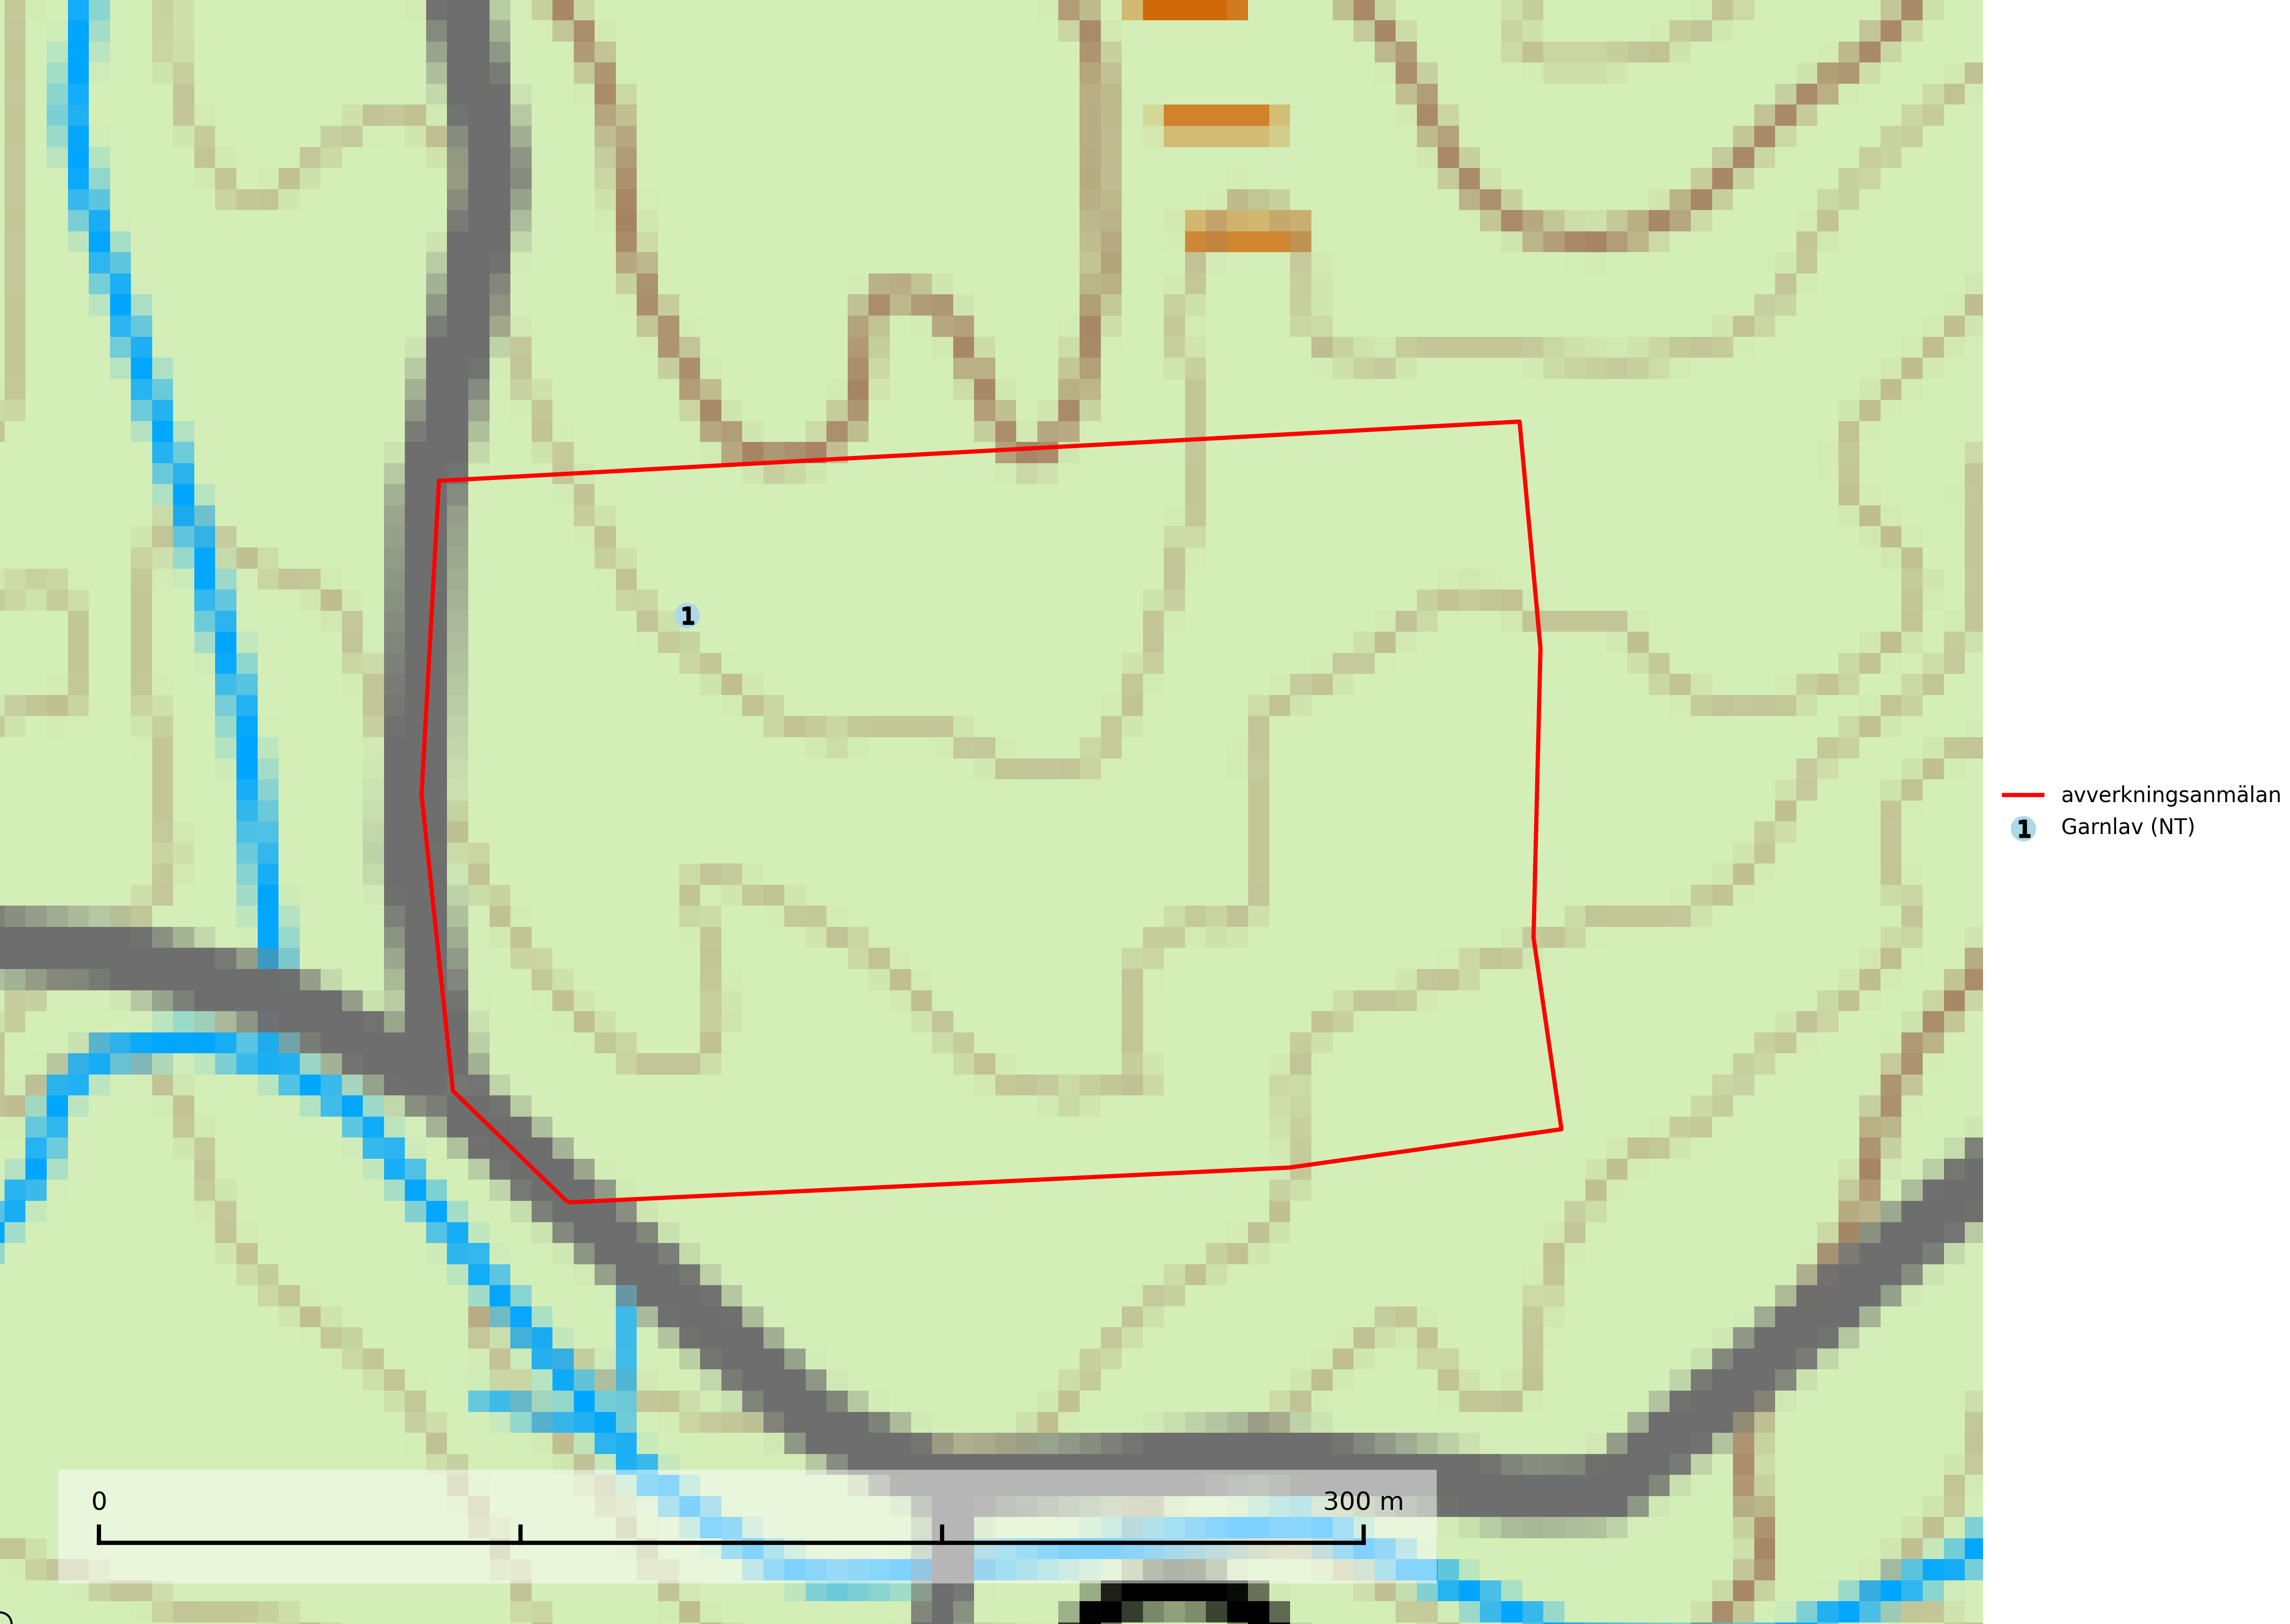 1
avverkningsanmälan
1 Garnlav (NT)
0 300 m